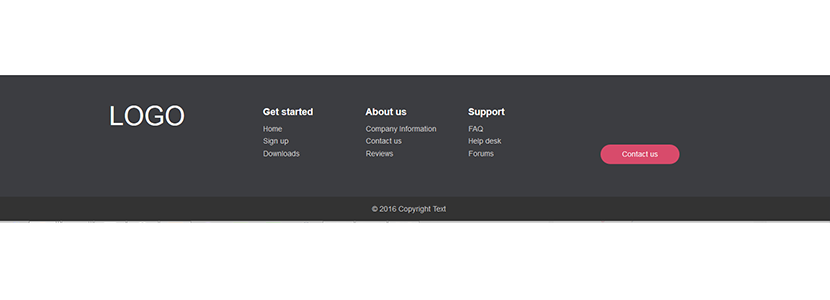 LOGO
Get started
Home
Sign up
Downloads
About us
Company Information
Contact us
Reviews
Support
FAQ
Help desk
Forums
Contact us
© 2016 Copyright Text